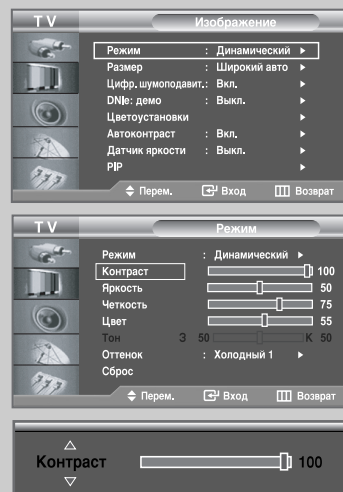 TV Изображение
Режим : Динамический ►
Размер : Широкий авто ►
Цифр. шумоподавит.: Вкл. ►
DNIe: демо : Выкл. ►
Цветоустановки ►
Автоконтраст : Вкл. ►
Датчик яркости : Выкл. ►
PIP ►
Перем. Вход Возврат
TV Режим
Режим : Динамический ►
Контраст 100
Яркость 50
Четкость 75
Цвет 55
Тон З 50 К 50
Оттенок : Холодный 1 ►
Сброс
Перем. Вход Возврат
Контраст 100